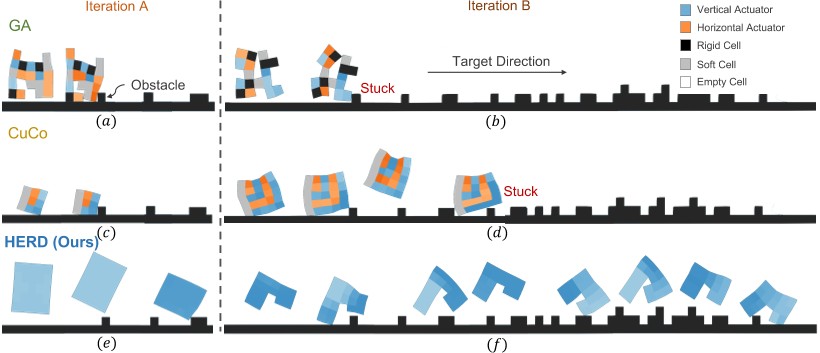 Iteration A
Iteration B
GA
Vertical Actuator
Horizontal Actuator
Rigid Cell
Soft Cell
Empty Cell
Obstacle
Stuck
Target Direction
(a)
(b)
CuCo
Stuck
(c)
(d)
HERD (Ours)
(e)
(f)